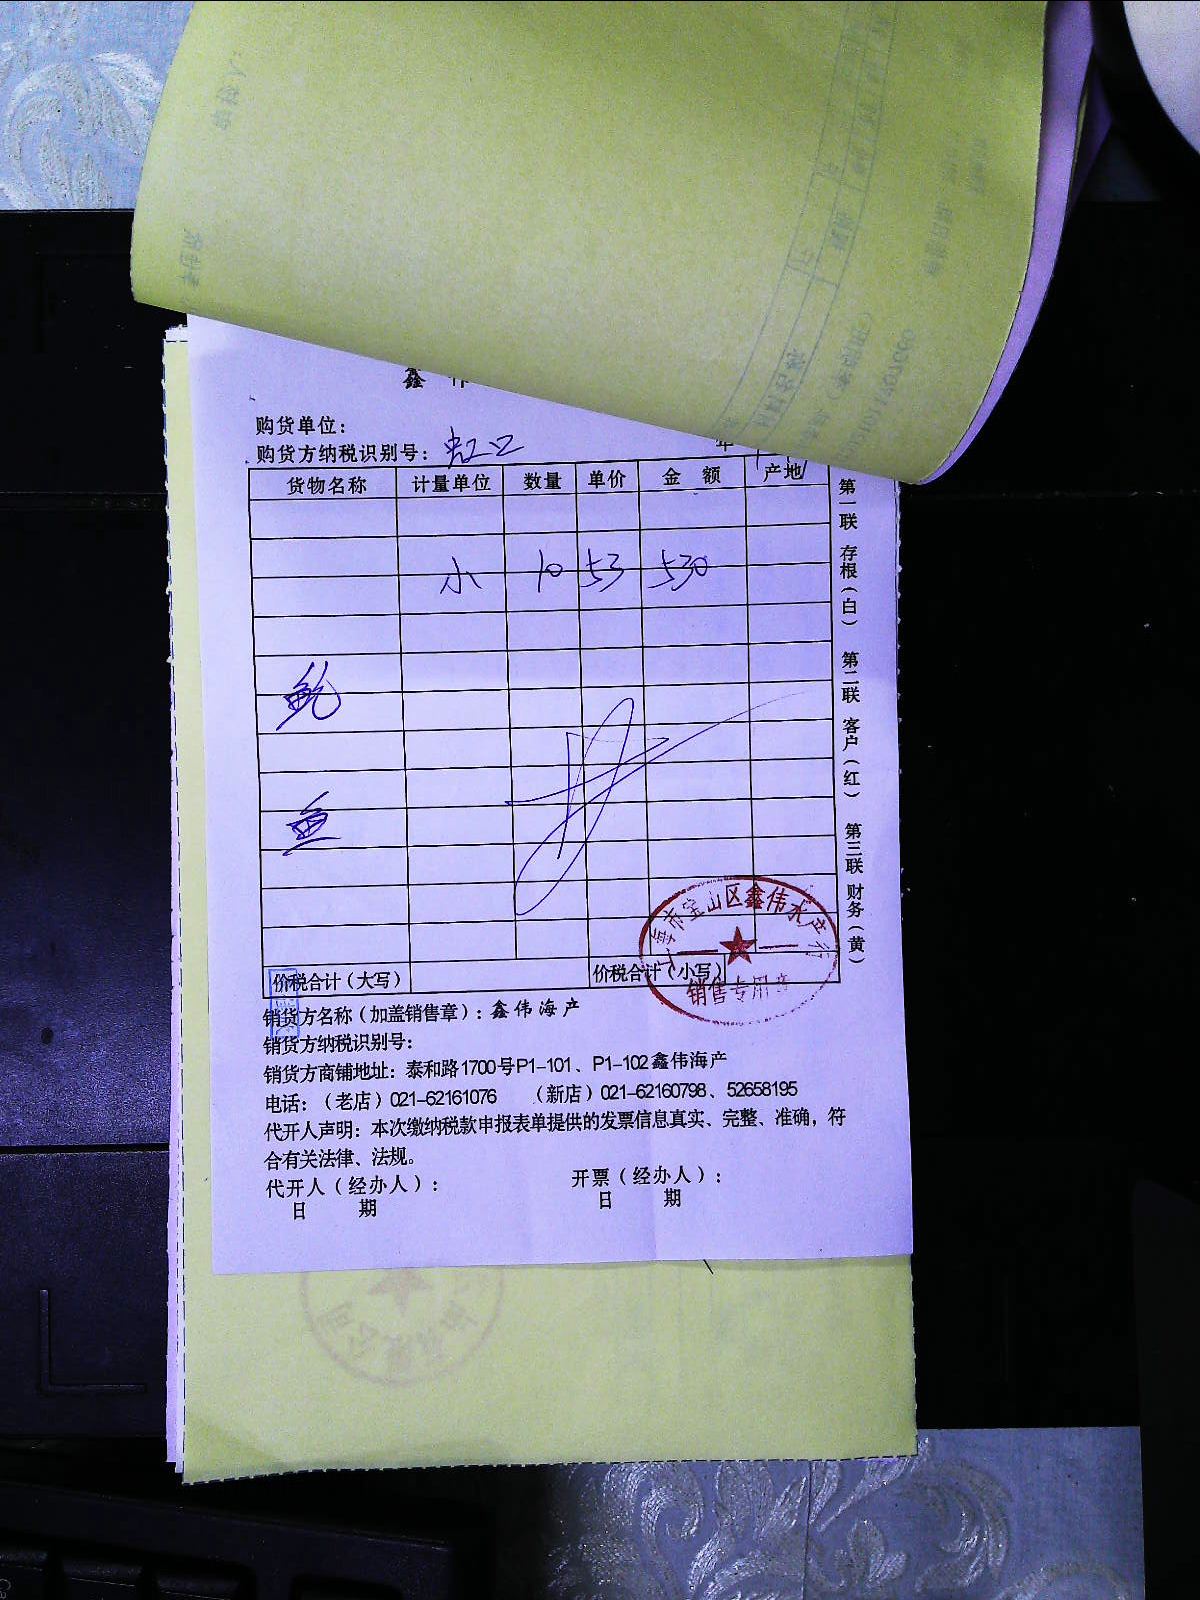 鑫
购货单位：
购货方纳税识别号：虹口
年
货物名称 计量单位 数量 单价 金 额 产地
小 10 53 530
鲍
鱼
价税合计（大写） 价税合计（小写）
上海市宝山区鑫伟水产行
销售专用章
销货方名称（加盖销售章）：鑫伟海产
销货方纳税识别号：
销货方商铺地址：泰和路1700号P1-101、P1-102鑫伟海产
电话：（老店）021-62161076 （新店）021-62160798、52658195
代开人声明：本次缴纳税款申报表单提供的发票信息真实、完整、准确，符
合有关法律、法规。
代开人（经办人）： 开票（经办人）：
日 期 日 期
第一联 存根（白） 第二联 客户（红） 第三联 财务（黄）